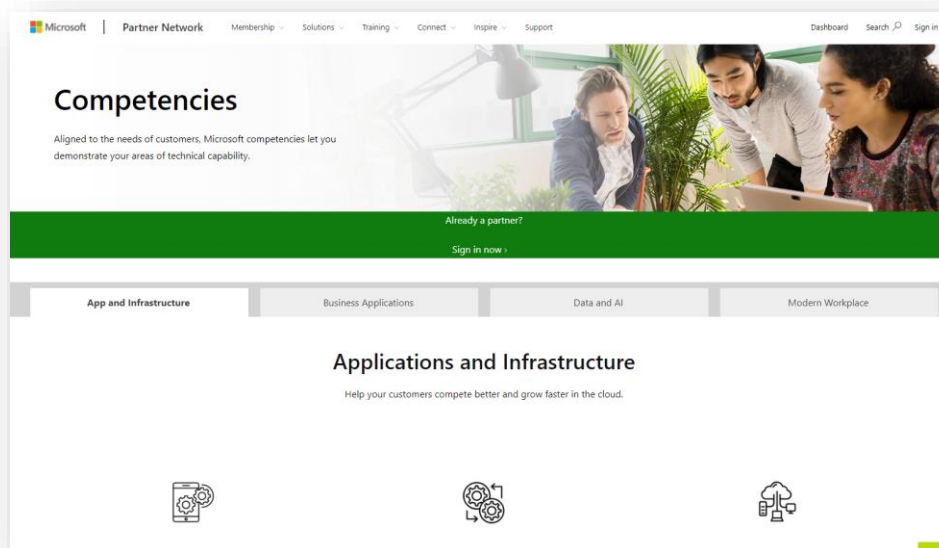 Microsoft | Partner Network Membership Solutions Training Connect Inspire Support Dashboard Search Sign in
Competencies
Aligned to the needs of customers, Microsoft competencies let you
demonstrate your areas of technical capability.
Already a partner?
Sign in now ›
App and Infrastructure Business Applications Data and AI Modern Workplace
Applications and Infrastructure
Help your customers compete better and grow faster in the cloud.